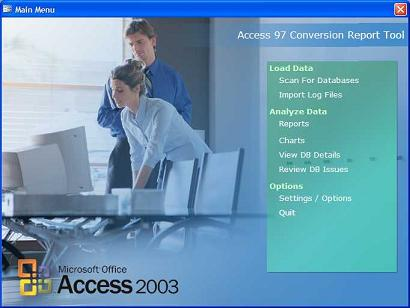 Main Menu
Access 97 Conversion Report Tool
Load Data
Scan For Databases
Import Log Files
Analyze Data
Reports
Charts
View DB Details
Review DB Issues
Options
Settings / Options
Quit
Microsoft Office
Access 2003